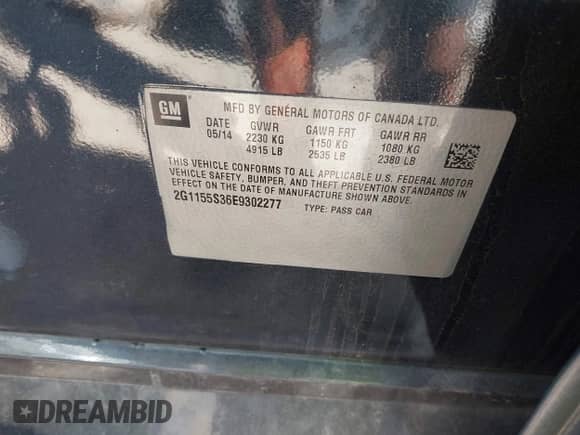 GM
MFD BY GENERAL MOTORS OF CANADA LTD.
DATE GVWR GAWR FRT GAWR RR
05/14 2230 KG 1150 KG 1080 KG
4915 LB 2535 LB 2380 LB
THIS VEHICLE CONFORMS TO ALL APPLICABLE U.S. FEDERAL MOTOR
VEHICLE SAFETY, BUMPER, AND THEFT PREVENTION STANDARDS IN
EFFECT ON THE DATE OF MANUFACTURE SHOWN ABOVE.
2G1155S36E9302277 TYPE: PASS CAR
DREAMBID